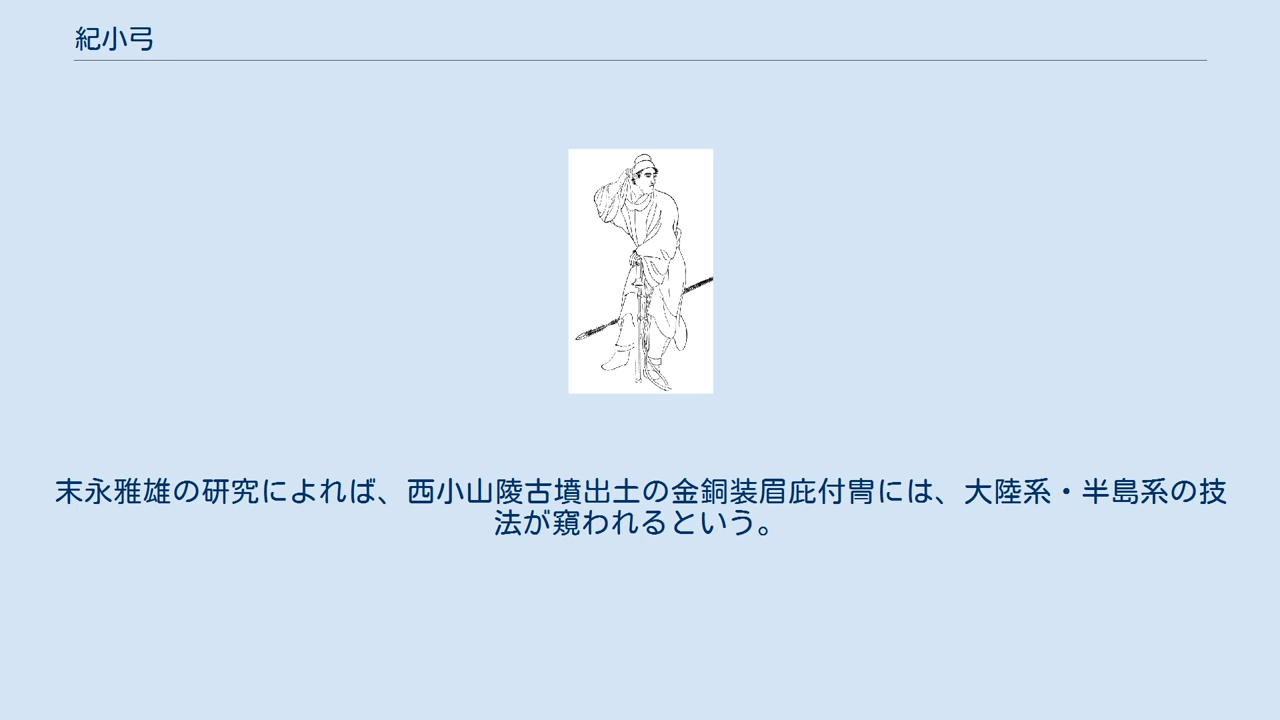 紀小弓
末永雅雄の研究によれば、西小山陵古墳出土の金銅装眉庇付冑には、大陸系・半島系の技
法が窺われるという。